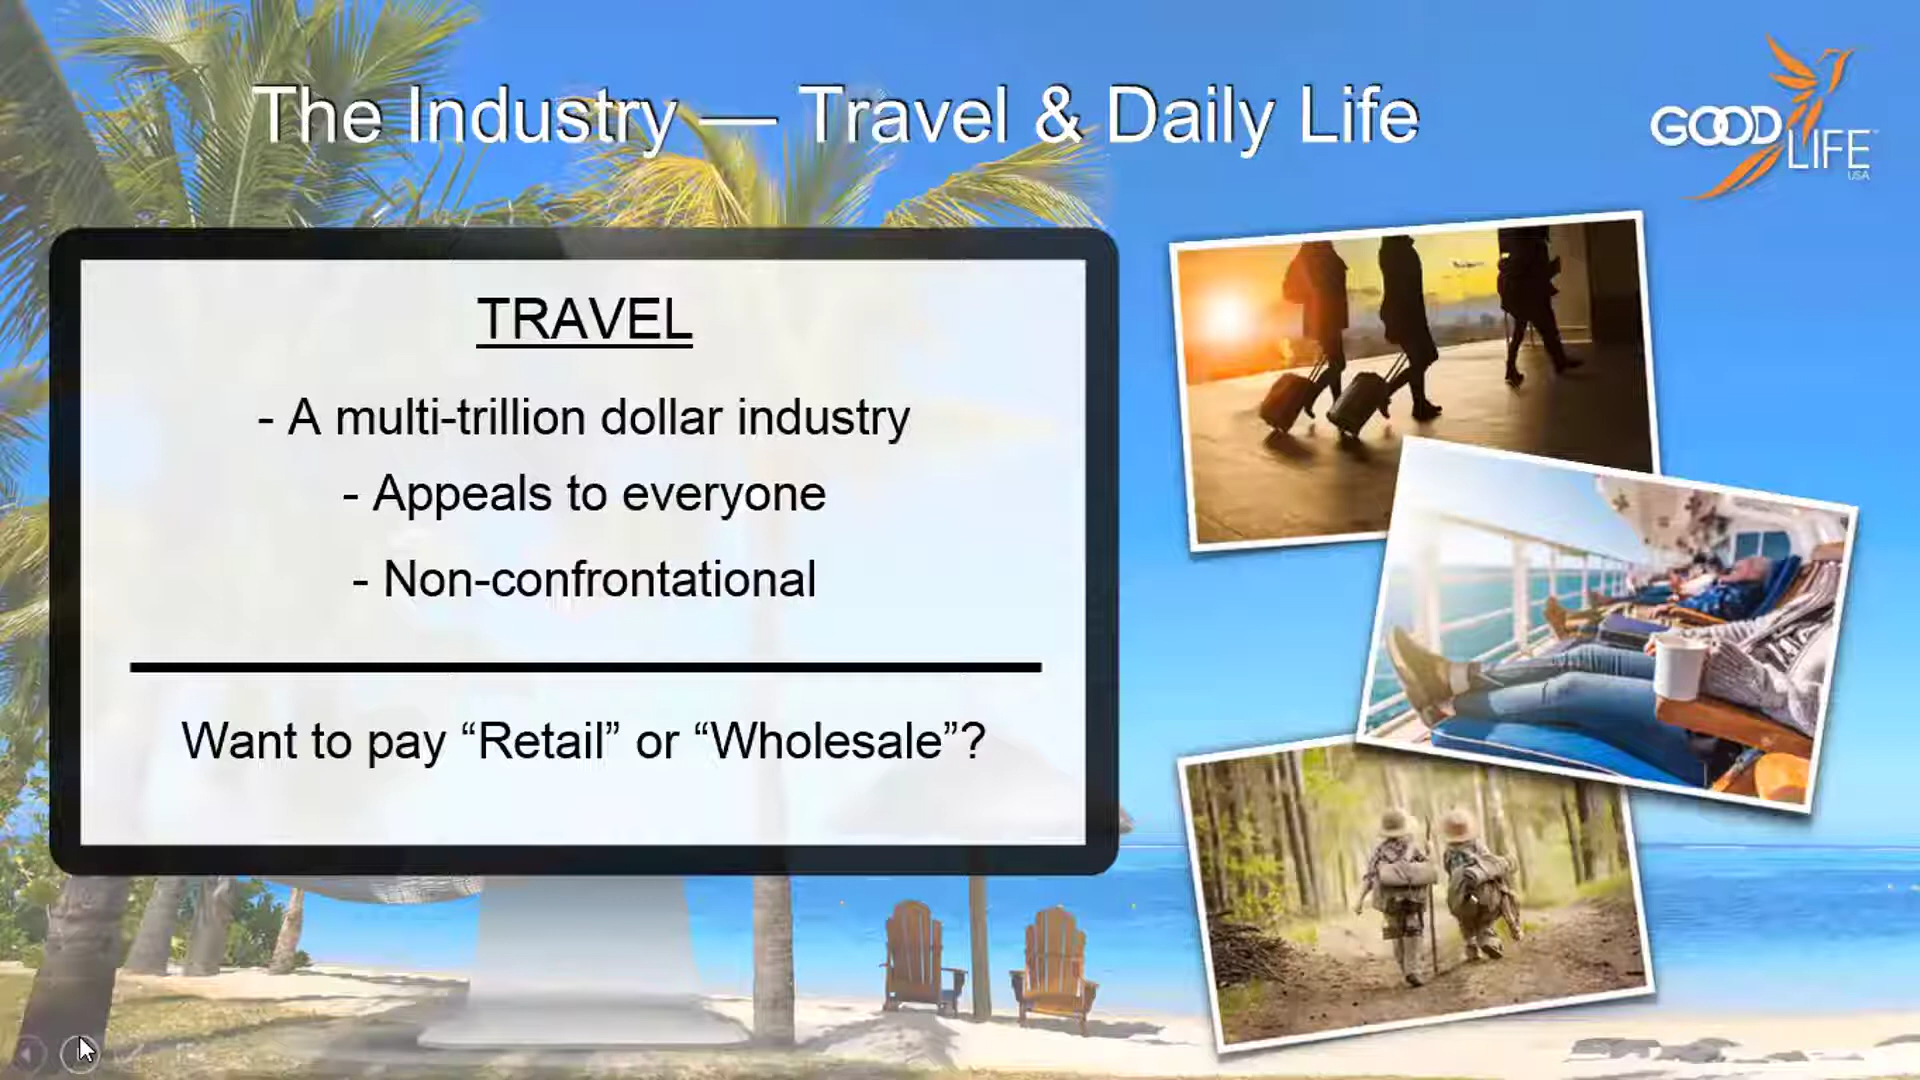 The Industry — Travel & Daily Life
GOOD LIFE
USA
TRAVEL
- A multi-trillion dollar industry
- Appeals to everyone
- Non-confrontational
Want to pay “Retail” or “Wholesale”?